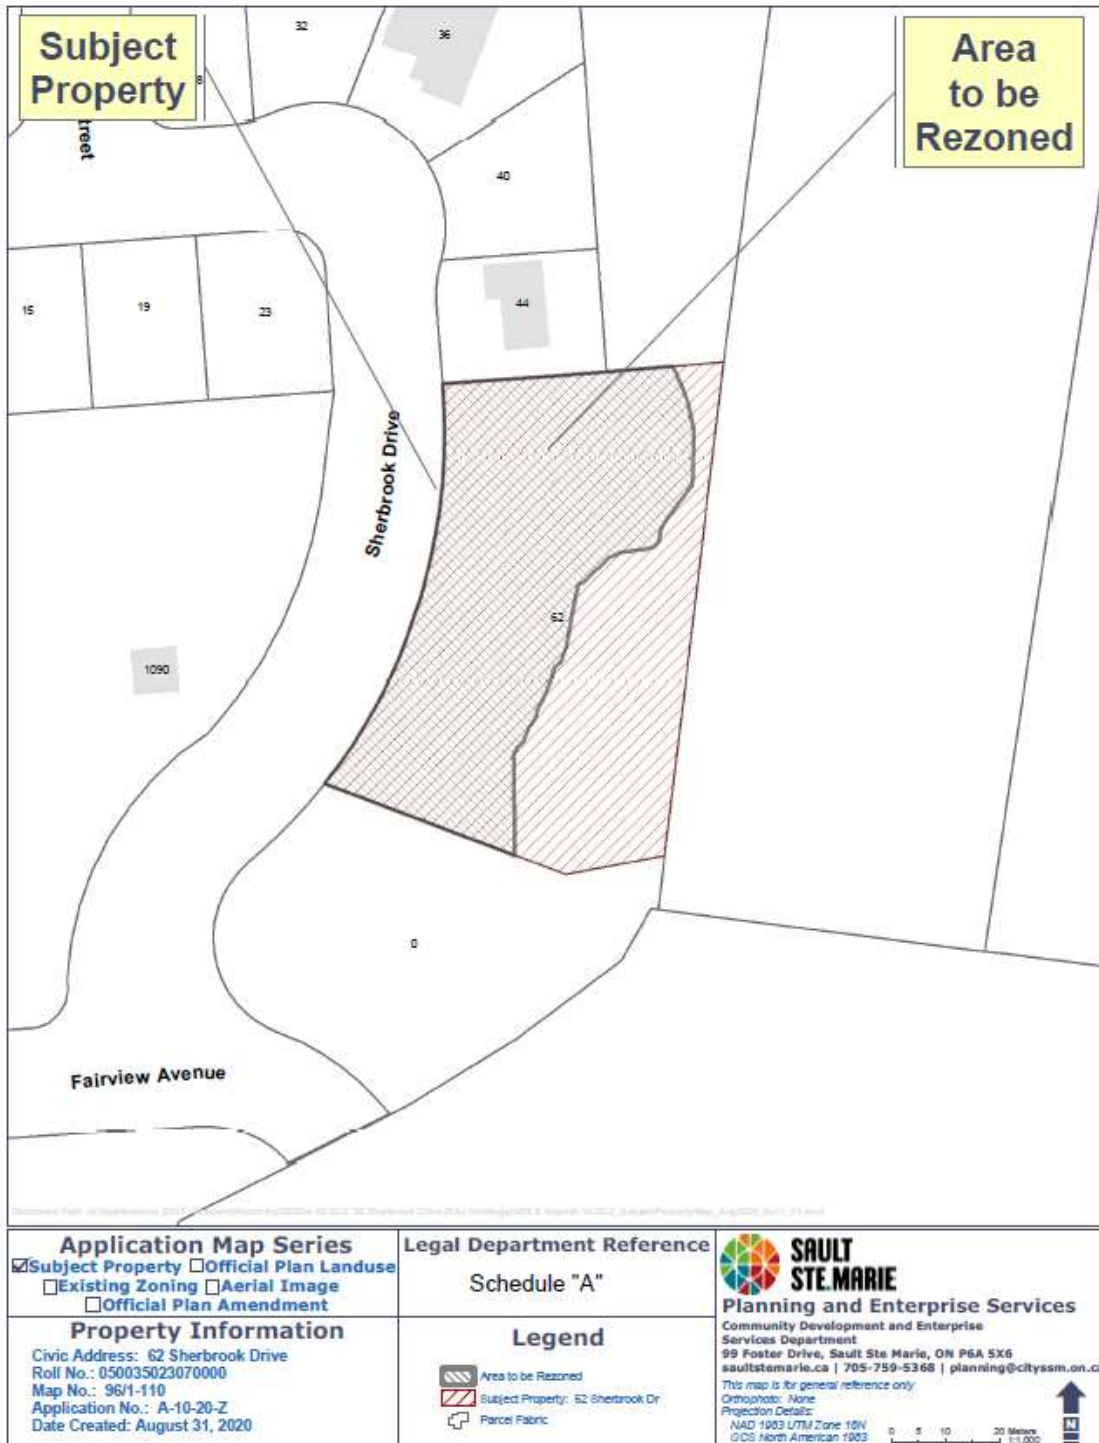 Subject
Property
Area
to be
Rezoned
32
36
8
treet
40
44
15
19
23
Sherbrook Drive
62
1090
0
Fairview Avenue
Application Map Series
Subject Property Official Plan Landuse
Existing Zoning Aerial Image
Official Plan Amendment
Property Information
Civic Address: 62 Sherbrook Drive
Roll No.: 050035023070000
Map No.: 96/1-110
Application No.: A-10-20-Z
Date Created: August 31, 2020
Legal Department Reference
Schedule "A"
Legend
Area to be Rezoned
Subject Property: 62 Sherbrook Dr
Parcel Fabric
SAULT
STE.MARIE
Planning and Enterprise Services
Community Development and Enterprise
Services Department
99 Foster Drive, Sault Ste Marie, ON P6A 5X6
saultstemarie.ca | 705-759-5368 | planning@cityssm.on.ca
This map is for general reference only
Orthophoto: None
Projection Details:
NAD 1983 UTM Zone 16N
GCS North American 1983
N
0 5 10 20 Meters
1:1,000